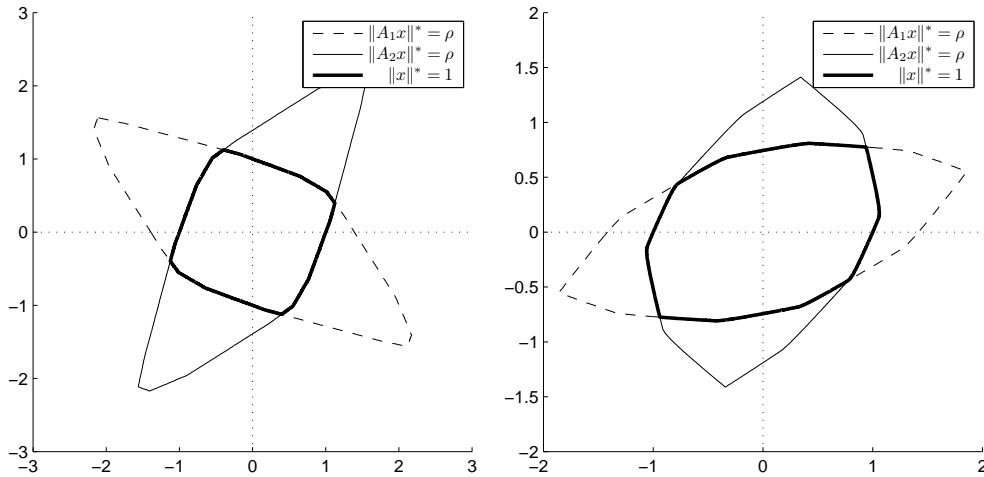 3
2
1
0
−1
−2
−3
−3 −2 −1 0 1 2 3
‖A₁x‖* = ρ
‖A₂x‖* = ρ
‖x‖* = 1
2
1.5
1
0.5
0
−0.5
−1
−1.5
−2
−2 −1 0 1 2
‖A₁x‖* = ρ
‖A₂x‖* = ρ
‖x‖* = 1